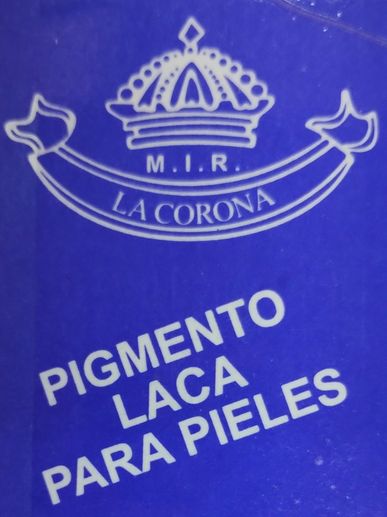 M.I.R.
LA CORONA
PIGMENTO
LACA
PARA PIELES